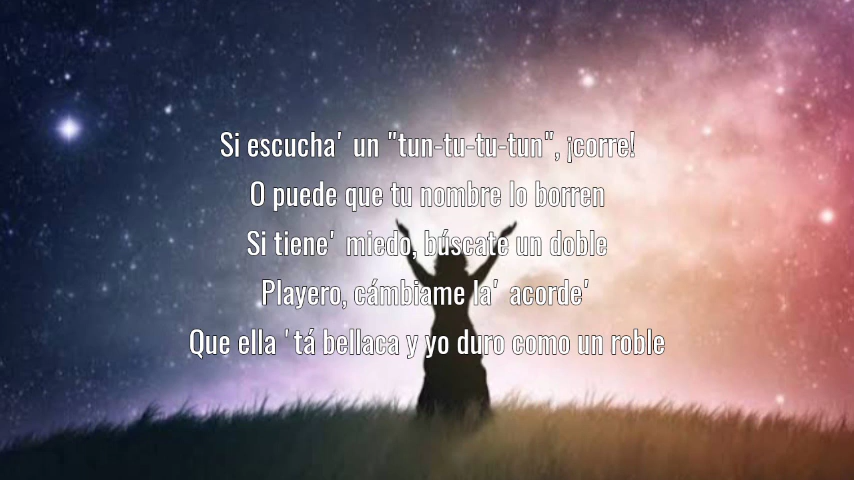 Si escucha' un "tun-tu-tu-tun", ¡corre!
O puede que tu nombre lo borren
Si tiene' miedo, búscate un doble
Playero, cámbiame la' acorde'
Que ella 'tá bellaca y yo duro como un roble